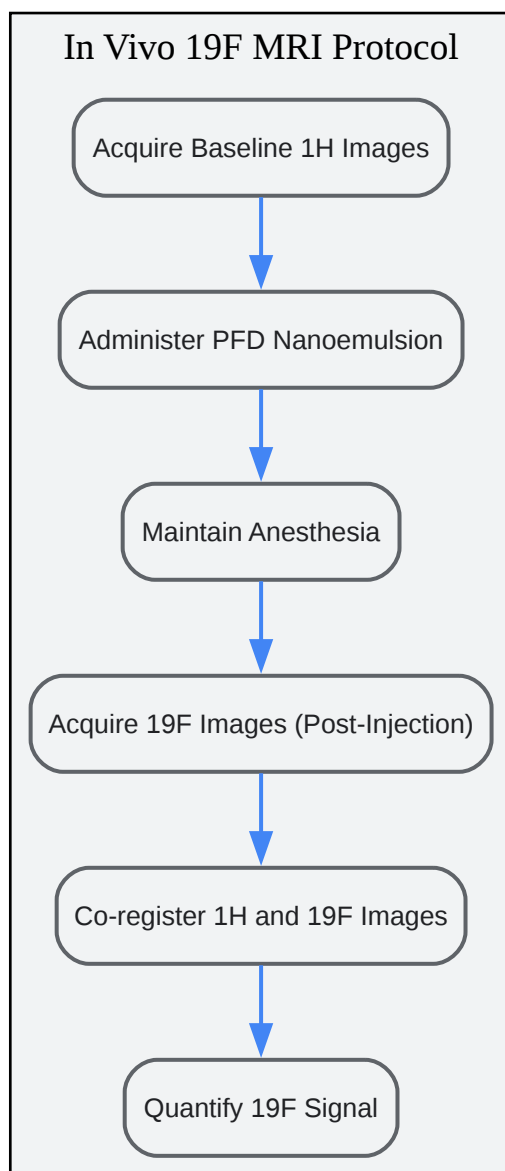 In Vivo 19F MRI Protocol
Acquire Baseline 1H Images
Administer PFD Nanoemulsion
Maintain Anesthesia
Acquire 19F Images (Post-Injection)
Co-register 1H and 19F Images
Quantify 19F Signal